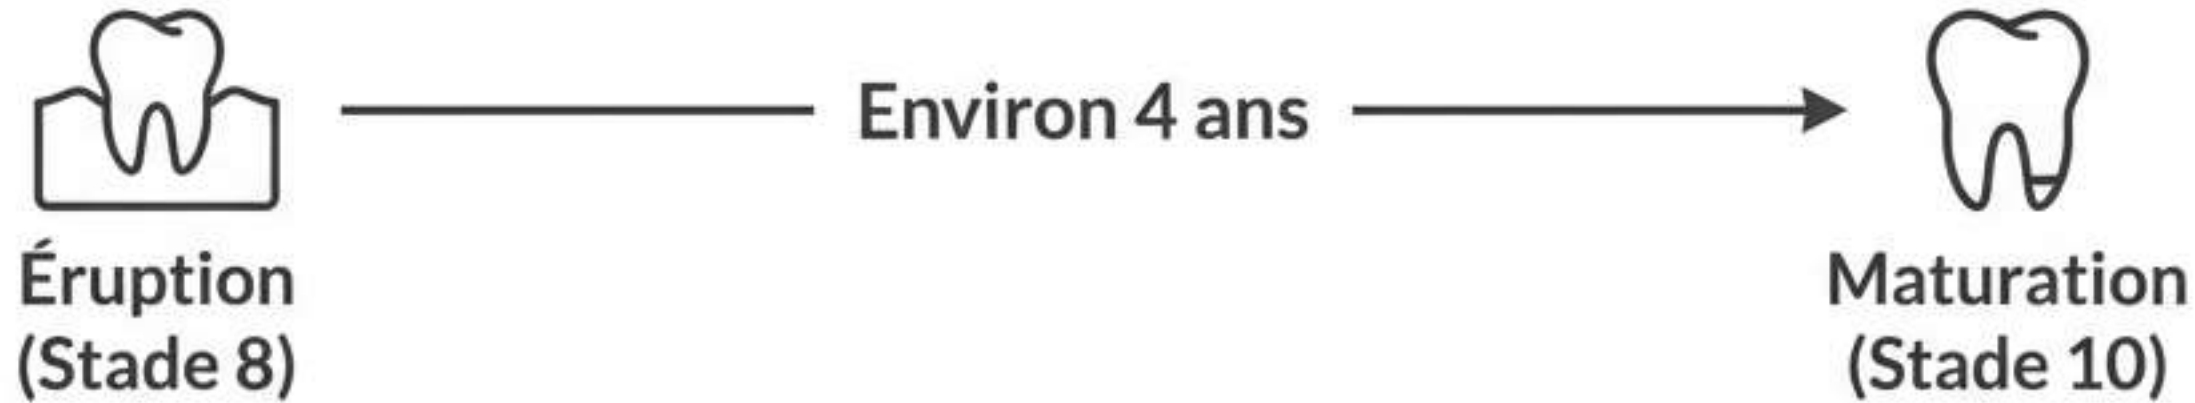 Environ 4 ans
Éruption
(Stade 8)
Maturation
(Stade 10)